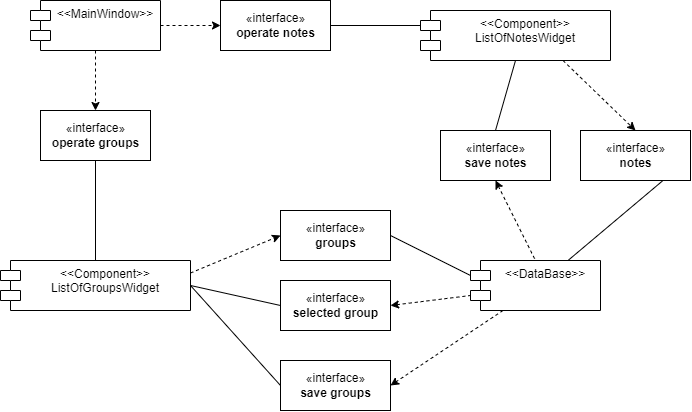 <<MainWindow>>
«interface»
operate notes
<<Component>>
ListOfNotesWidget
«interface»
operate groups
«interface»
save notes
«interface»
notes
«interface»
groups
<<Component>>
ListOfGroupsWidget
<<DataBase>>
«interface»
selected group
«interface»
save groups